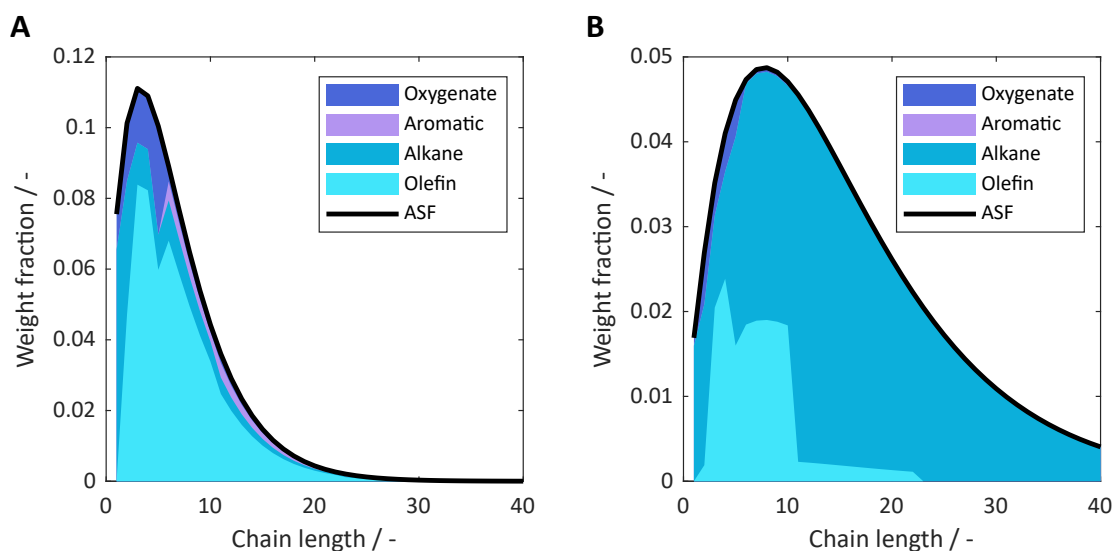 A
Weight fraction / -
0.12
0.1
0.08
0.06
0.04
0.02
0
0
10
20
30
40
Chain length / -
Oxygenate
Aromatic
Alkane
Olefin
ASF
B
Weight fraction / -
0.05
0.04
0.03
0.02
0.01
0
0
10
20
30
40
Chain length / -
Oxygenate
Aromatic
Alkane
Olefin
ASF